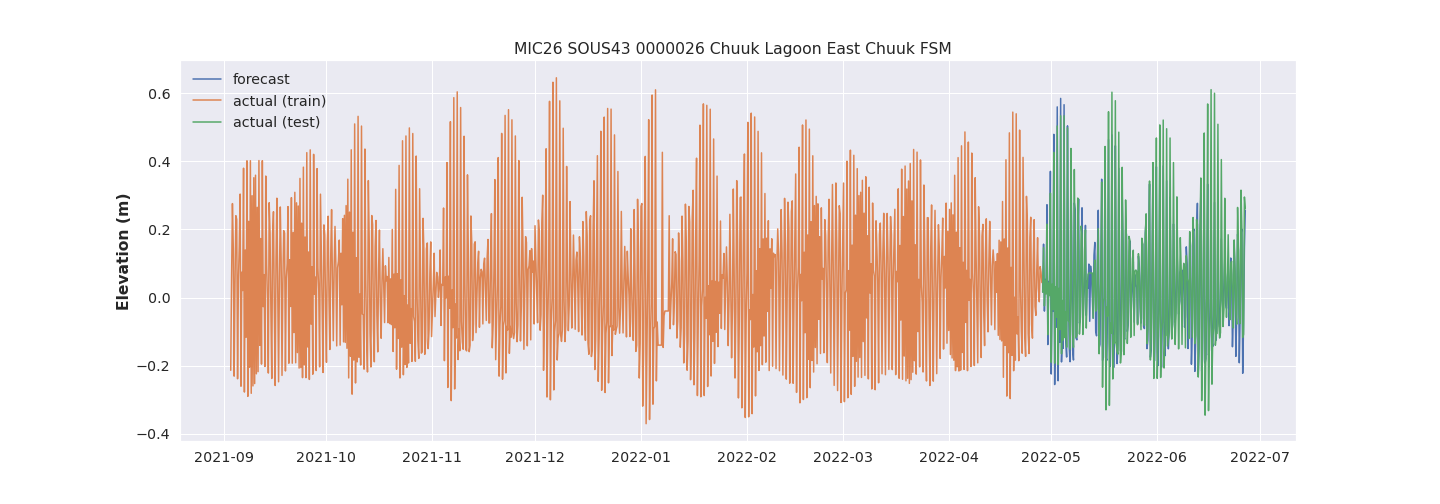 MIC26 SOUS43 0000026 Chuuk Lagoon East Chuuk FSM
forecast
actual (train)
actual (test)
Elevation (m)
0.6
0.4
0.2
0.0
−0.2
−0.4
2021-09 2021-10 2021-11 2021-12 2022-01 2022-02 2022-03 2022-04 2022-05 2022-06 2022-07